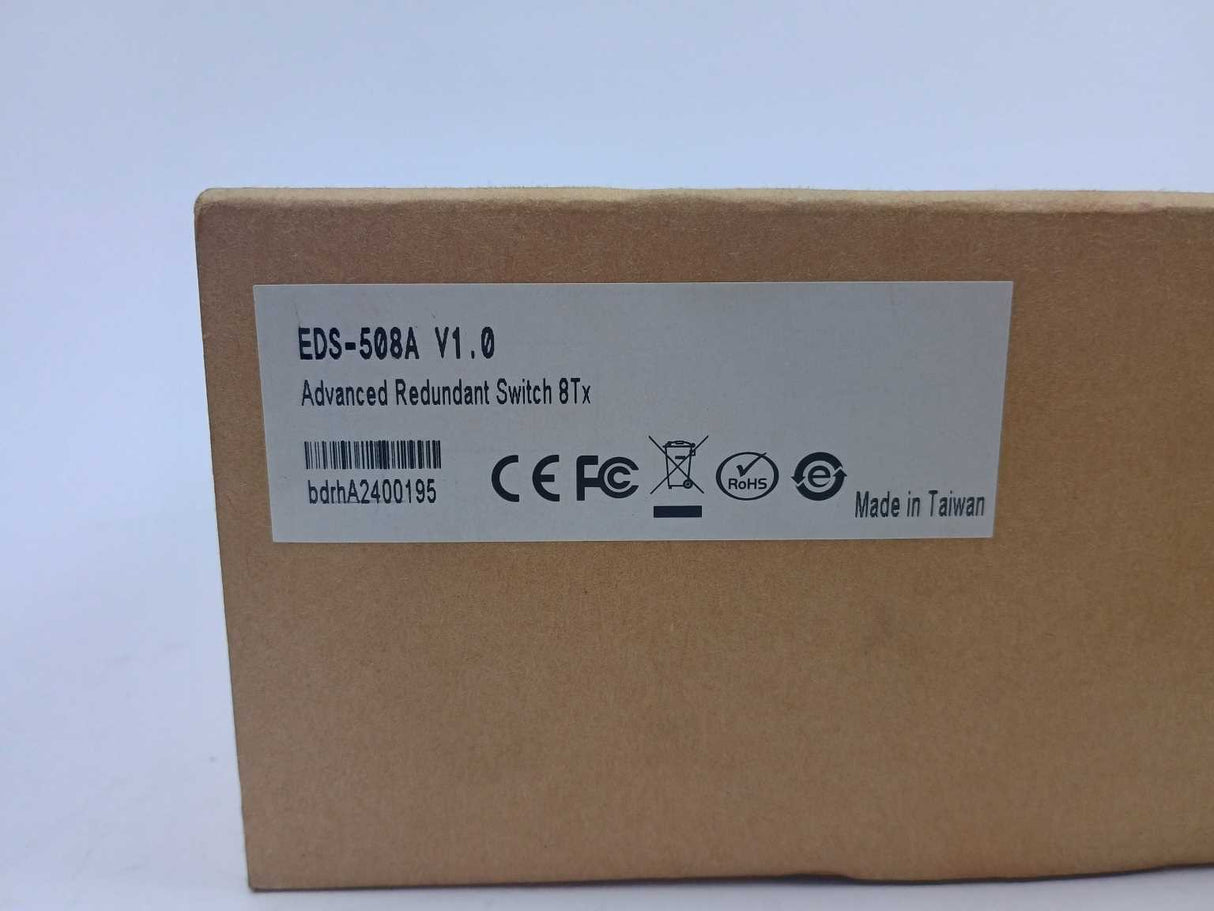 EDS-508A V1.0
Advanced Redundant Switch 8Tx
bdrhA2400195
CE FC RoHS e
Made in Taiwan